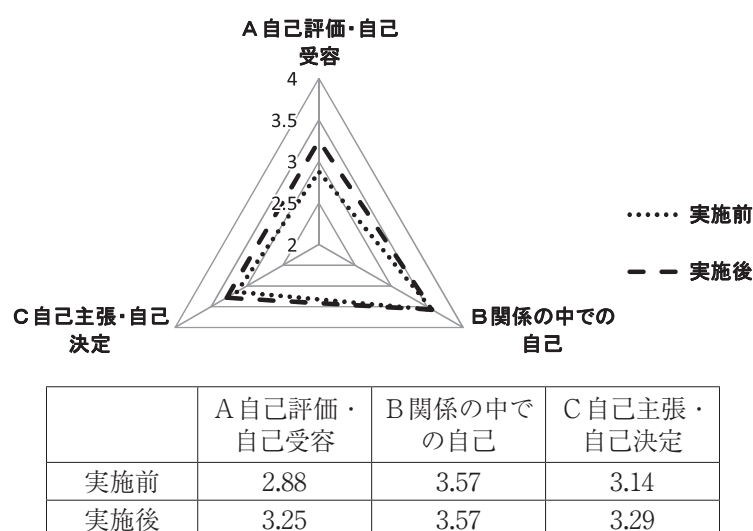 A自己評価・自己
受容
4
3.5
3
2.5
2
実施前
実施後
C自己主張・自己
決定
B関係の中での
自己
A自己評価・ B関係の中で C自己主張・
自己受容 の自己 自己決定
実施前 2.88 3.57 3.14
実施後 3.25 3.57 3.29